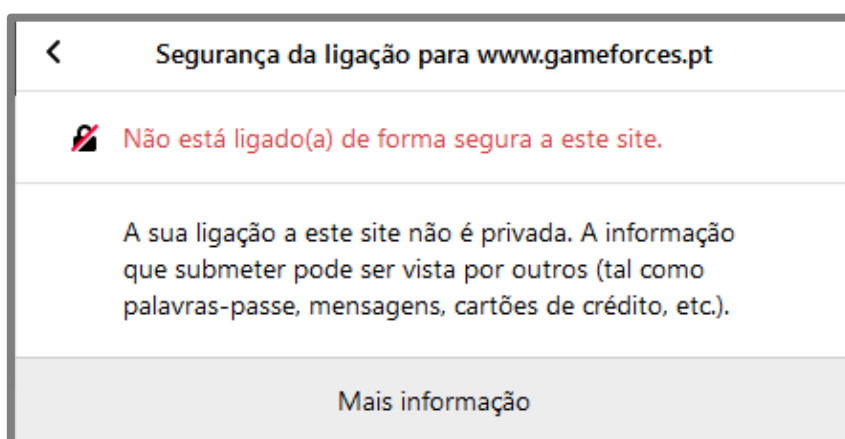 Segurança da ligação para www.gameforces.pt
Não está ligado(a) de forma segura a este site.
A sua ligação a este site não é privada. A informação
que submeter pode ser vista por outros (tal como
palavras-passe, mensagens, cartões de crédito, etc.).
Mais informação